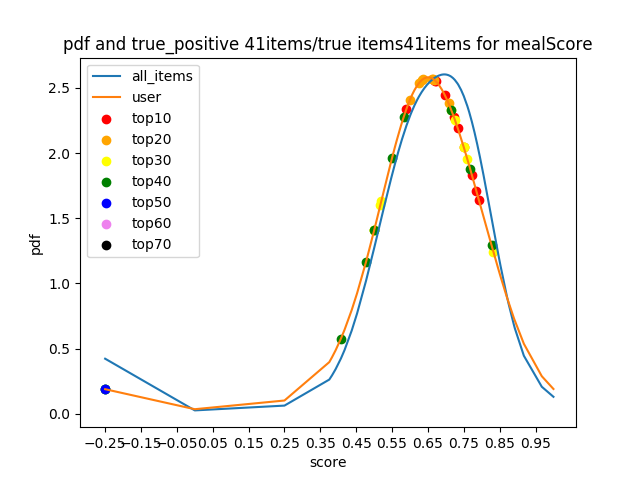 pdf and true_positive 41items/true items41items for mealScore
all_items
user
top10
top20
top30
top40
top50
top60
top70
pdf
2.5
2.0
1.5
1.0
0.5
0.0
−0.25 −0.15 −0.05 0.05 0.15 0.25 0.35 0.45 0.55 0.65 0.75 0.85 0.95
score